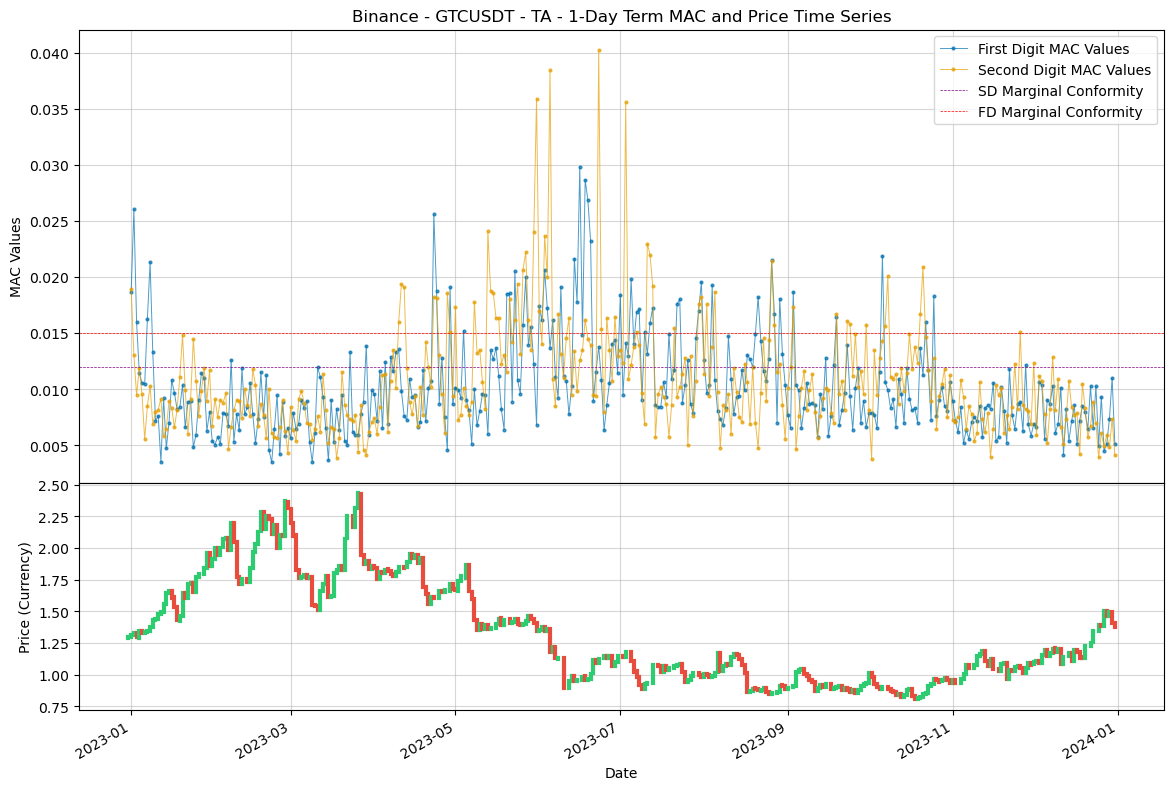 Binance - GTCUSDT - TA - 1-Day Term MAC and Price Time Series
First Digit MAC Values
Second Digit MAC Values
SD Marginal Conformity
FD Marginal Conformity
MAC Values
0.040
0.035
0.030
0.025
0.020
0.015
0.010
0.005
Price (Currency)
2.50
2.25
2.00
1.75
1.50
1.25
1.00
0.75
2023-01
2023-03
2023-05
2023-07
2023-09
2023-11
2024-01
Date